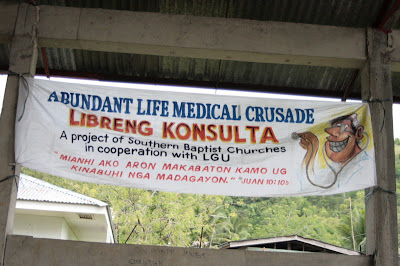 ABUNDANT LIFE MEDICAL CRUSADE
LIBRENG KONSULTA
A project of Southern Baptist Churches
in cooperation with LGU
"MIANHI AKO ARON MAKABATON KAMO UG
KINABUHI NGA MADAGAYON." "JUAN 10:10b